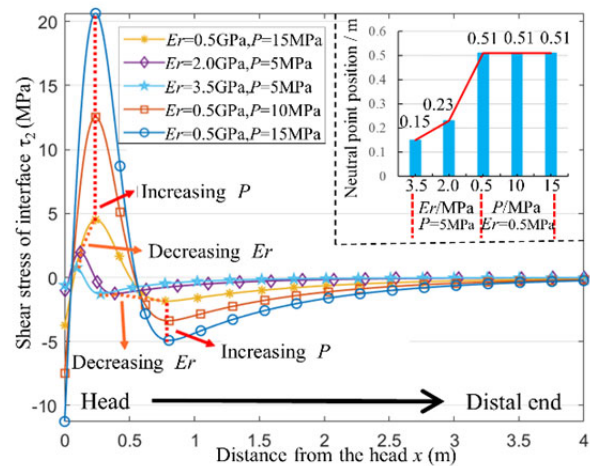 Shear stress of interface τ2 (MPa)
20
15
10
5
0
-5
-10
Er=0.5GPa,P=15MPa
Er=2.0GPa,P=5MPa
Er=3.5GPa,P=5MPa
Er=0.5GPa,P=10MPa
Er=0.5GPa,P=15MPa
Increasing P
Decreasing Er
Decreasing Er
Increasing P
Head
Distal end
0 0.5 1 1.5 2 2.5 3 3.5 4
Distance from the head x (m)
Neutral point position / m
0.6
0.5
0.4
0.3
0.2
0.1
0
0.15
0.23
0.51 0.51 0.51
3.5 2.0 0.5 10 15
Er/MPa P/MPa
P=5MPa Er=0.5MPa